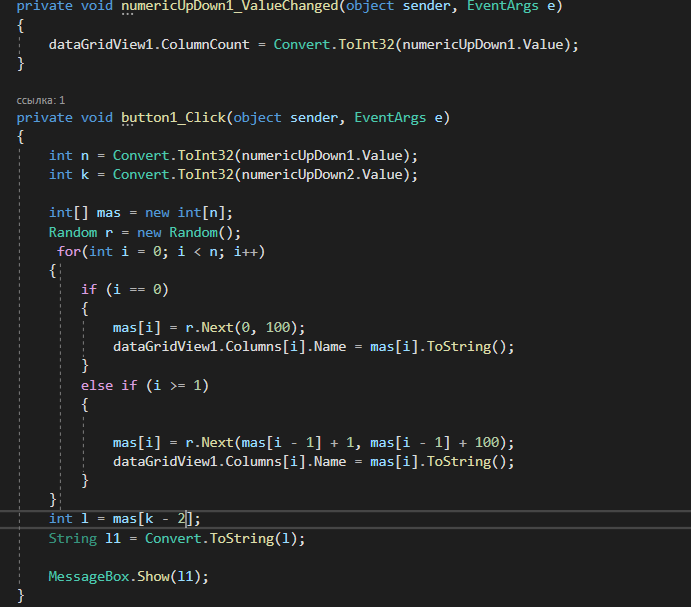 private void numericUpDown1_ValueChanged(object sender, EventArgs e)
{
    dataGridView1.ColumnCount = Convert.ToInt32(numericUpDown1.Value);
}
ссылка: 1
private void button1_Click(object sender, EventArgs e)
{
    int n = Convert.ToInt32(numericUpDown1.Value);
    int k = Convert.ToInt32(numericUpDown2.Value);
    int[] mas = new int[n];
    Random r = new Random();
     for(int i = 0; i < n; i++)
    {
        if (i == 0)
        {
            mas[i] = r.Next(0, 100);
            dataGridView1.Columns[i].Name = mas[i].ToString();
        }
        else if (i >= 1)
        {
            mas[i] = r.Next(mas[i - 1] + 1, mas[i - 1] + 100);
            dataGridView1.Columns[i].Name = mas[i].ToString();
        }
    }
    int l = mas[k - 2];
    String l1 = Convert.ToString(l);
    MessageBox.Show(l1);
}